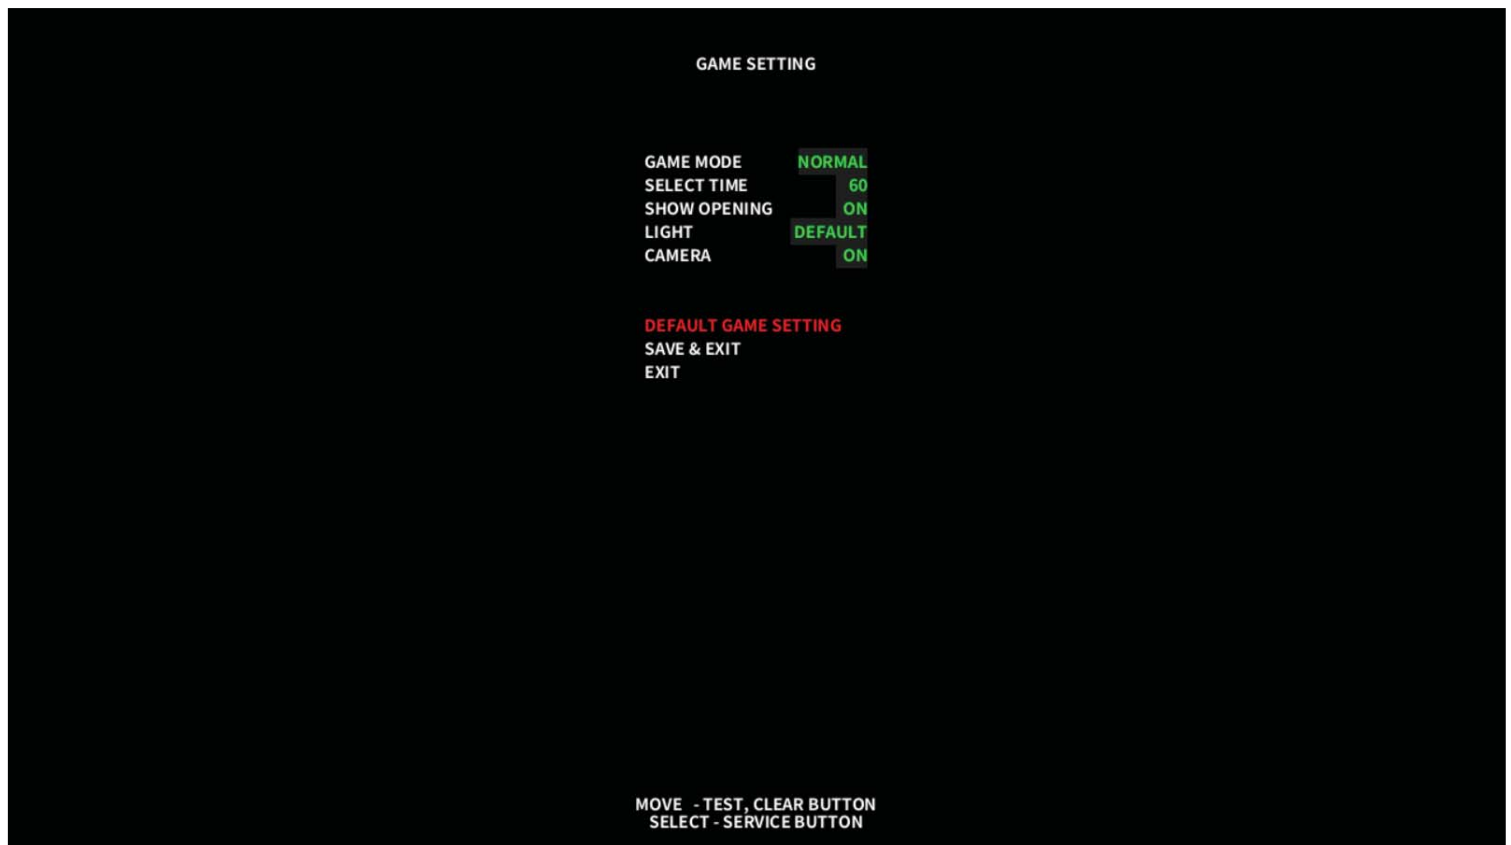 GAME SETTING
GAME MODE NORMAL
SELECT TIME 60
SHOW OPENING ON
LIGHT DEFAULT
CAMERA ON
DEFAULT GAME SETTING
SAVE & EXIT
EXIT
MOVE - TEST, CLEAR BUTTON
SELECT - SERVICE BUTTON